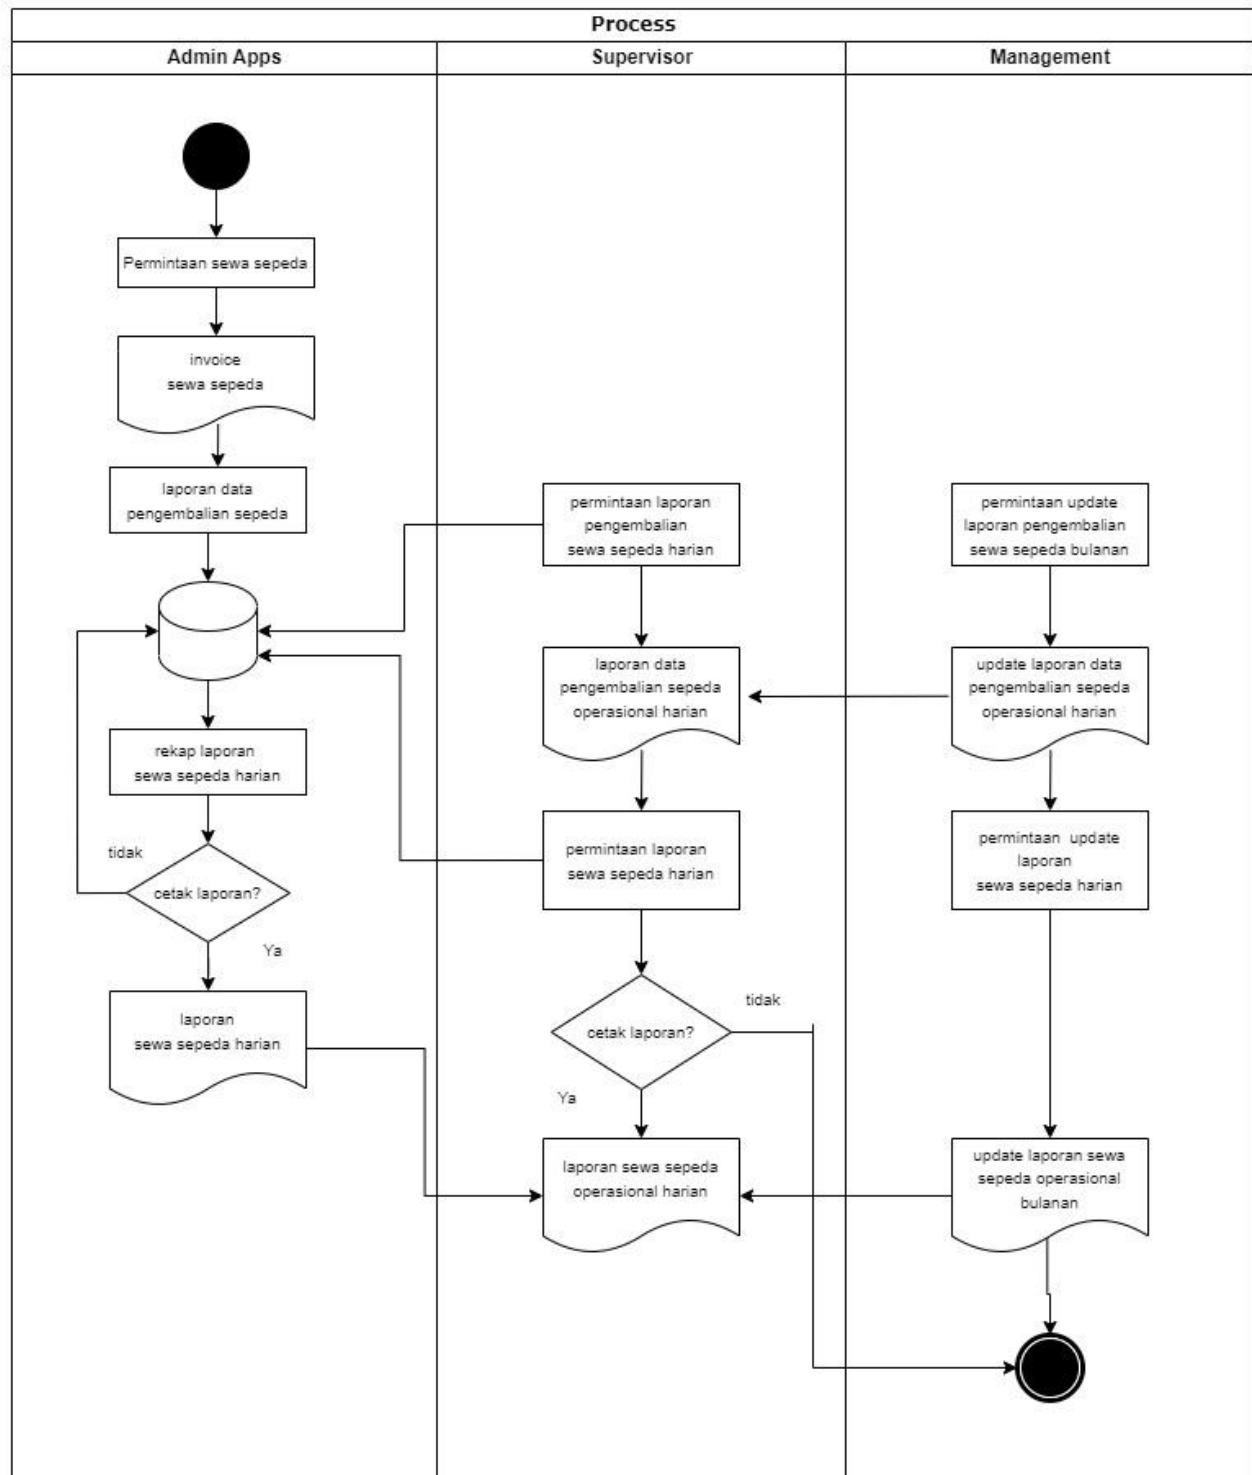 Process
Admin Apps
Supervisor
Management
Permintaan sewa sepeda
invoice
sewa sepeda
laporan data
pengembalian sepeda
rekap laporan
sewa sepeda harian
tidak
cetak laporan?
Ya
laporan
sewa sepeda harian
permintaan laporan
pengembalian
sewa sepeda harian
laporan data
pengembalian sepeda
operasional harian
permintaan laporan
sewa sepeda harian
tidak
cetak laporan?
Ya
laporan sewa sepeda
operasional harian
permintaan update
laporan pengembalian
sewa sepeda bulanan
update laporan data
pengembalian sepeda
operasional harian
permintaan update
laporan
sewa sepeda harian
update laporan sewa
sepeda operasional
bulanan